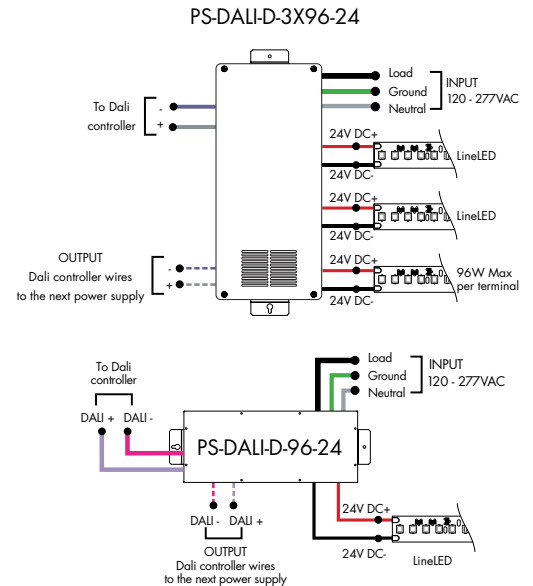 PS-DALI-D-3X96-24
To Dali
controller
-
+
Load
Ground
Neutral
INPUT
120 - 277VAC
24V DC+
24V DC-
LineLED
24V DC+
24V DC-
LineLED
24V DC+
24V DC-
96W Max
per terminal
OUTPUT
Dali controller wires
to the next power supply
-
+
To Dali
controller
DALI +
DALI -
Load
Ground
Neutral
INPUT
120 - 277VAC
PS-DALI-D-96-24
DALI -
DALI +
OUTPUT
Dali controller wires
to the next power supply
24V DC+
24V DC-
LineLED